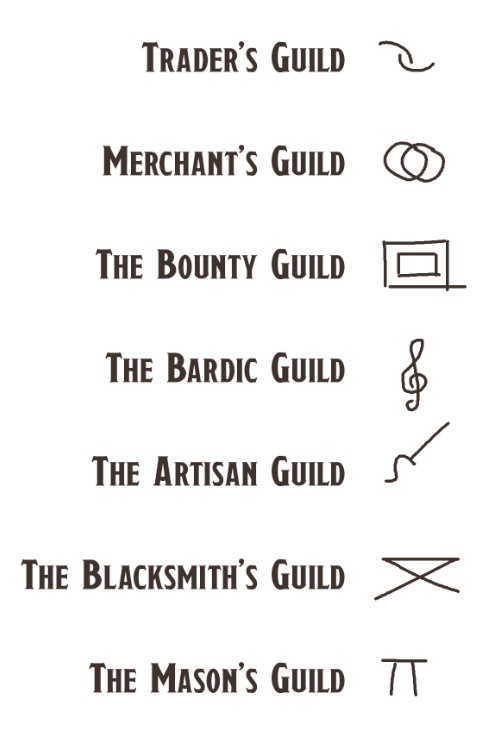 Trader's Guild
Merchant's Guild
The Bounty Guild
The Bardic Guild
The Artisan Guild
The Blacksmith's Guild
The Mason's Guild